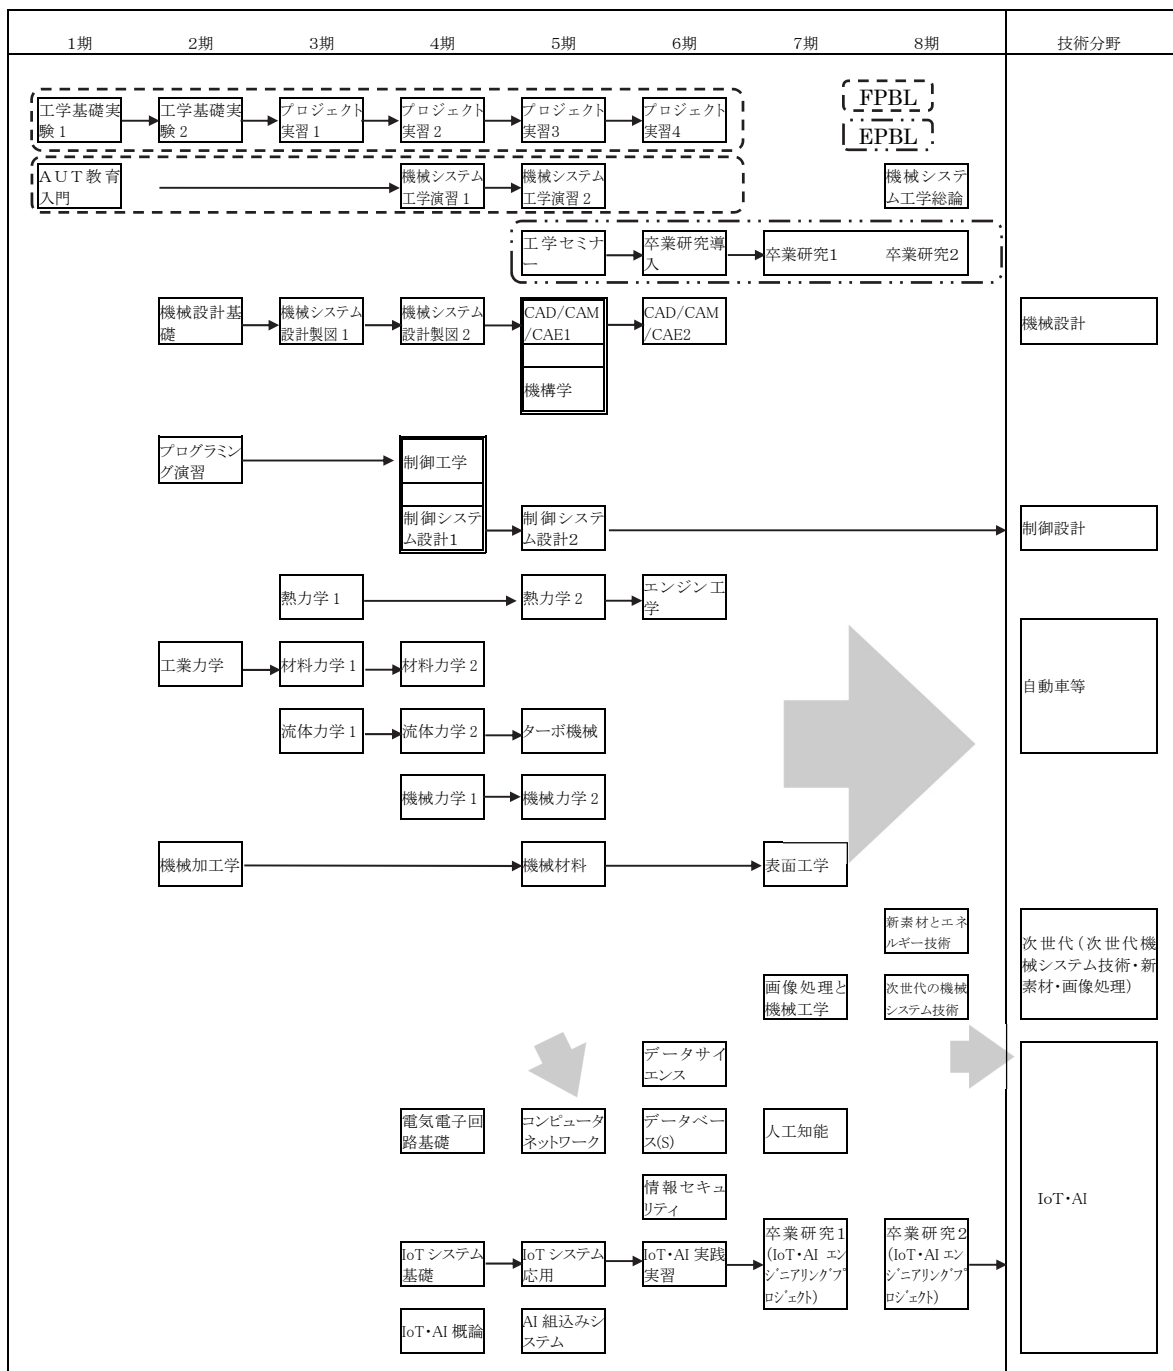 1期 2期 3期 4期 5期 6期 7期 8期 技術分野
工学基礎実
験 1
工学基礎実
験 2
プロジェクト
実習 1
プロジェクト
実習 2
プロジェクト
実習3
プロジェクト
実習4
FPBL
EPBL
AUT教育
入門
機械システム
工学演習 1
機械システム
工学演習 2
機械システ
ム工学総論
工学セミナ
ー
卒業研究導
入
卒業研究1
卒業研究2
機械設計基
礎
機械システム
設計製図 1
機械システム
設計製図 2
CAD/CAM
/CAE1
CAD/CAM
/CAE2
機械設計
機構学
プログラミン
グ演習
制御工学
制御システ
ム設計1
制御システ
ム設計2
制御設計
熱力学 1
熱力学 2
エンジン工
学
工業力学
材料力学 1
材料力学 2
自動車等
流体力学 1
流体力学 2
ターボ機械
機械力学 1
機械力学 2
機械加工学
機械材料
表面工学
新素材とエネ
ルギー技術
次世代(次世代機
械システム技術・新
素材・画像処理)
画像処理と
機械工学
次世代の機械
システム技術
データサイ
エンス
電気電子回
路基礎
コンピュータ
ネットワーク
データベー
ス(S)
人工知能
情報セキュ
リティ
IoT・AI
IoT システム
基礎
IoT システム
応用
IoT・AI 実践
実習
卒業研究1
(IoT・AI エン
ジニアリングプ
ロジェクト)
卒業研究2
(IoT・AI エン
ジニアリングプ
ロジェクト)
IoT・AI 概論
AI 組込みシ
ステム